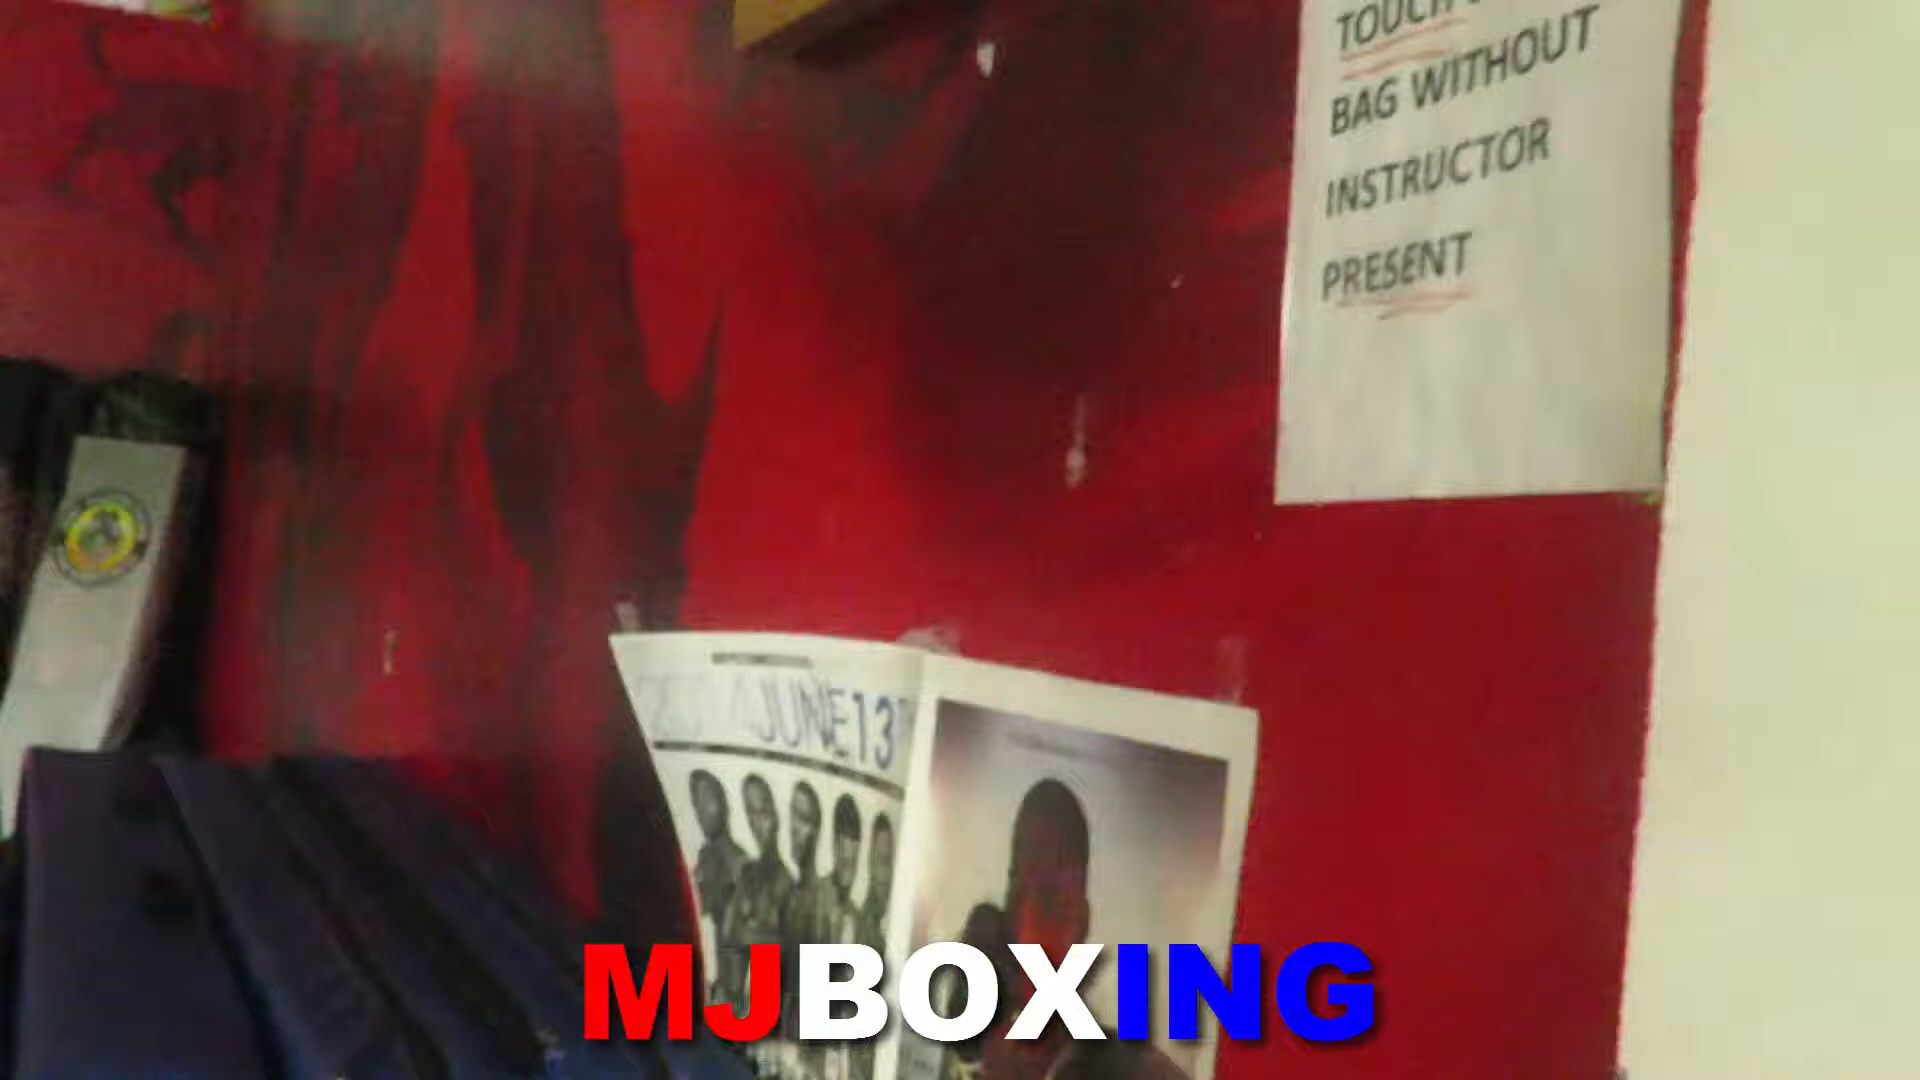 BAG WITHOUT
INSTRUCTOR
PRESENT
JUNE 13
MJBOXING